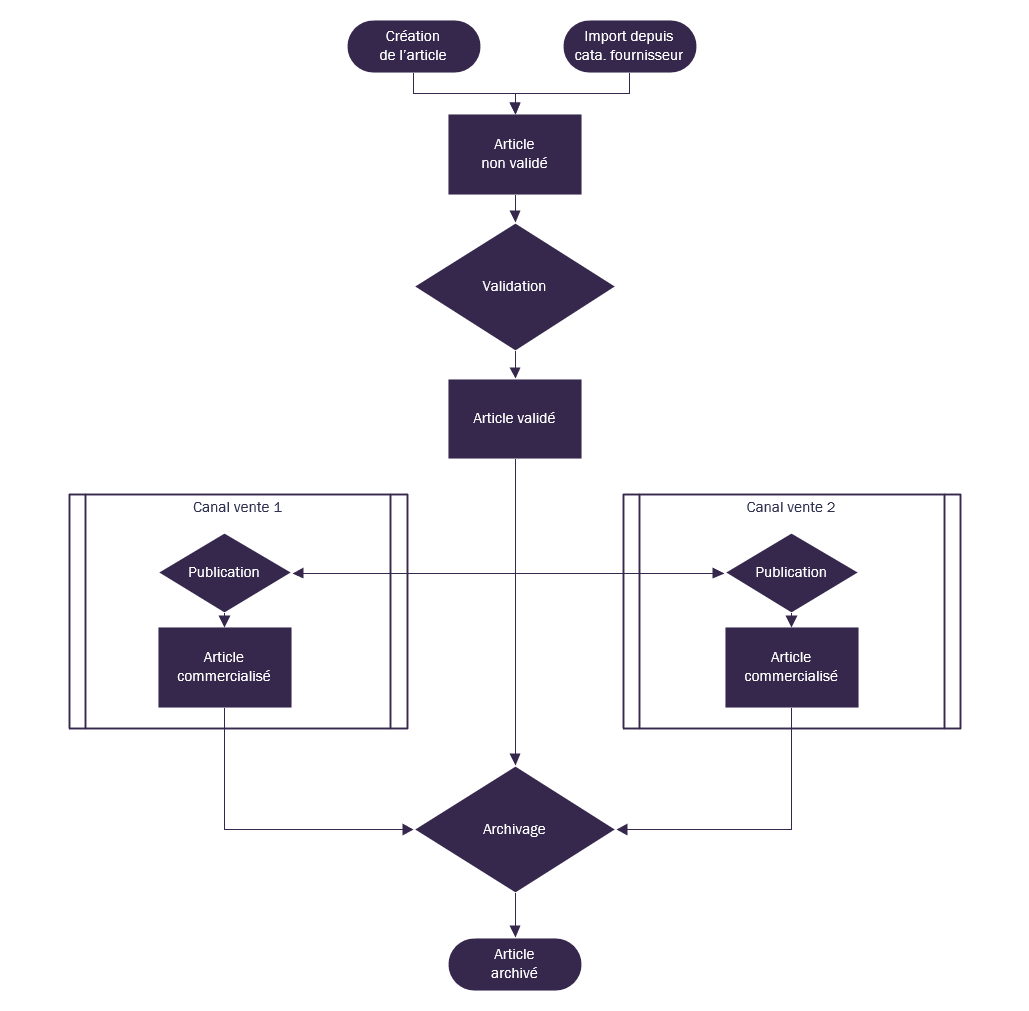 Création
de l'article
Import depuis
cata. fournisseur
Article
non validé
Validation
Article validé
Canal vente 1
Publication
Article
commercialisé
Canal vente 2
Publication
Article
commercialisé
Archivage
Article
archivé